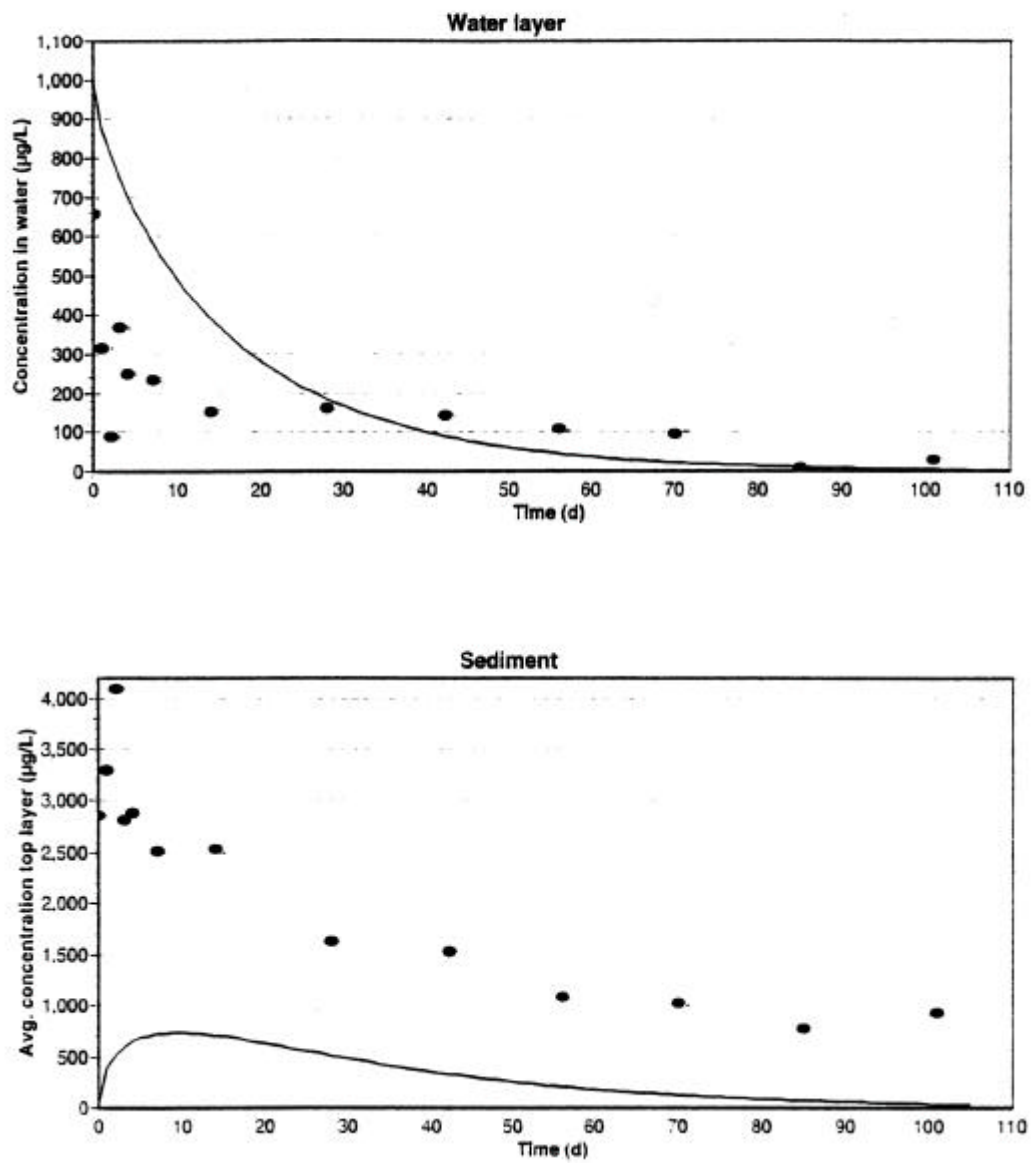 Water layer
1,100
1,000
900
800
700
600
500
400
300
200
100
0
Concentration in water (µg/L)
0 10 20 30 40 50 60 70 80 90 100 110
Time (d)
Sediment
4.000
3,500
3.000
2.500
2.000
1.500
1.000
500
0
Avg. concentration top layer (µg/L)
0 10 20 30 40 50 60 70 80 90 100 110
Time (d)